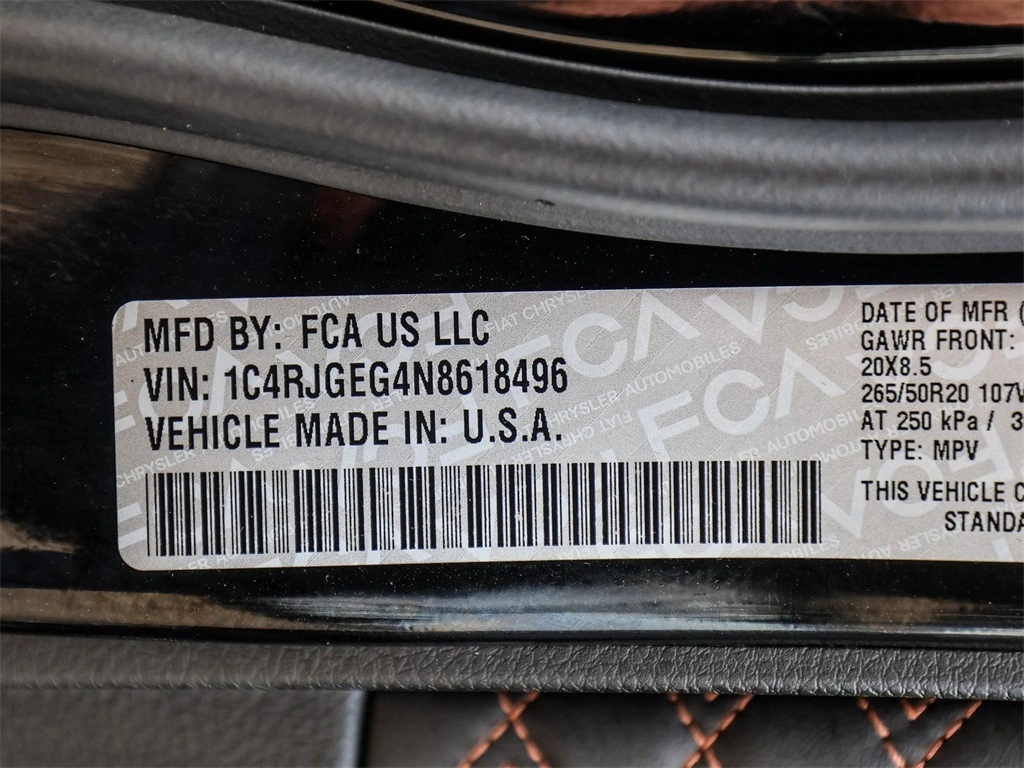 MFD BY: FCA US LLC
VIN: 1C4RJGEG4N8618496
VEHICLE MADE IN: U.S.A.
DATE OF MFR (
GAWR FRONT:
20X8.5
265/50R20 107V
AT 250 kPa / 3
TYPE: MPV
THIS VEHICLE C
STANDA